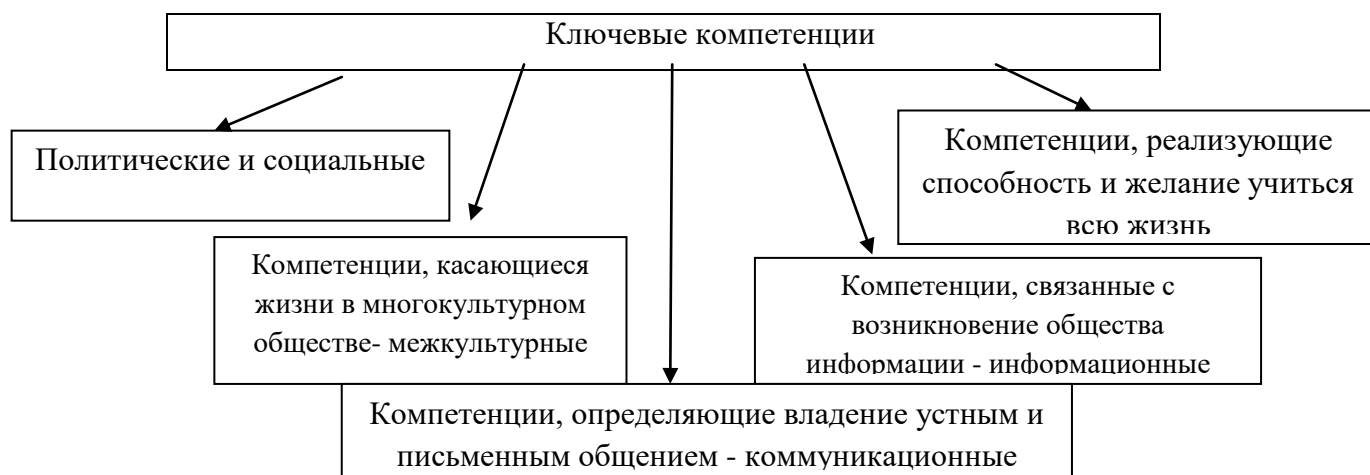 Ключевые компетенции
Политические и социальные
Компетенции, касающиеся
жизни в многокультурном
обществе- межкультурные
Компетенции, определяющие владение устным и
письменным общением - коммуникационные
Компетенции, связанные с
возникновение общества
информации - информационные
Компетенции, реализующие
способность и желание учиться
всю жизнь